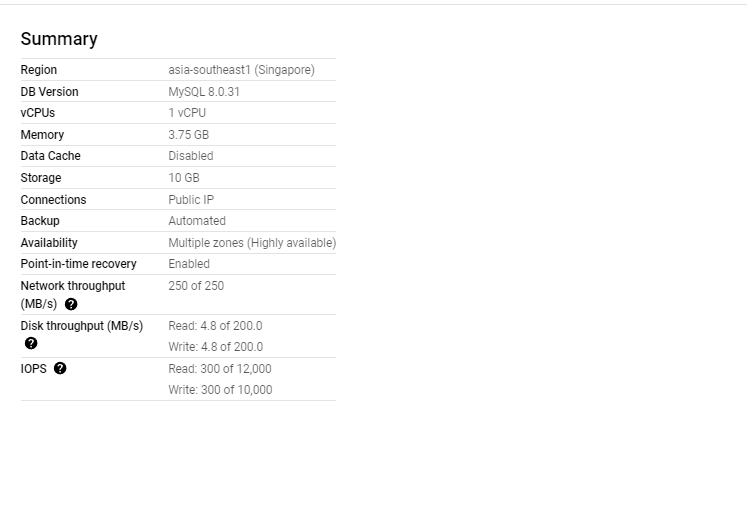 Summary
Region asia-southeast1 (Singapore)
DB Version MySQL 8.0.31
vCPUs 1 vCPU
Memory 3.75 GB
Data Cache Disabled
Storage 10 GB
Connections Public IP
Backup Automated
Availability Multiple zones (Highly available)
Point-in-time recovery Enabled
Network throughput 250 of 250
(MB/s) ?
Disk throughput (MB/s) Read: 4.8 of 200.0
? Write: 4.8 of 200.0
IOPS ? Read: 300 of 12,000
Write: 300 of 10,000